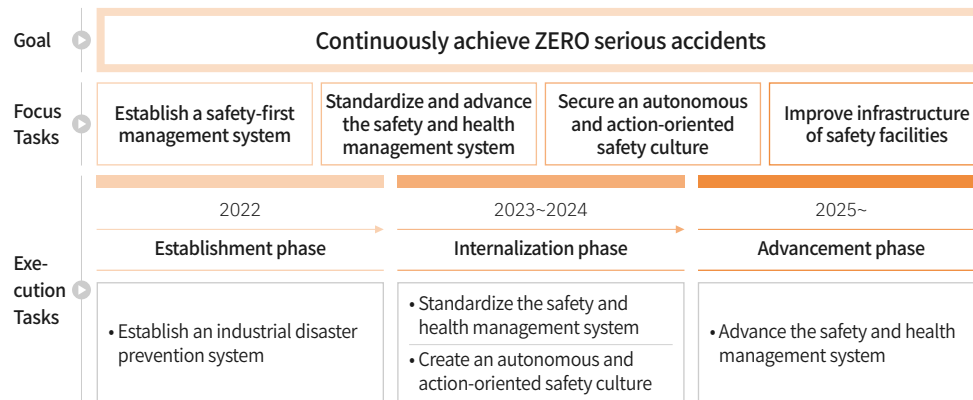 Goal
Continuously achieve ZERO serious accidents
Focus
Tasks
Establish a safety-first
management system
Standardize and advance
the safety and health
management system
Secure an autonomous
and action-oriented
safety culture
Improve infrastructure
of safety facilities
Exe-
cution
Tasks
2022
Establishment phase
• Establish an industrial disaster
prevention system
2023~2024
Internalization phase
• Standardize the safety and
health management system
• Create an autonomous and
action-oriented safety culture
2025~
Advancement phase
• Advance the safety and health
management system